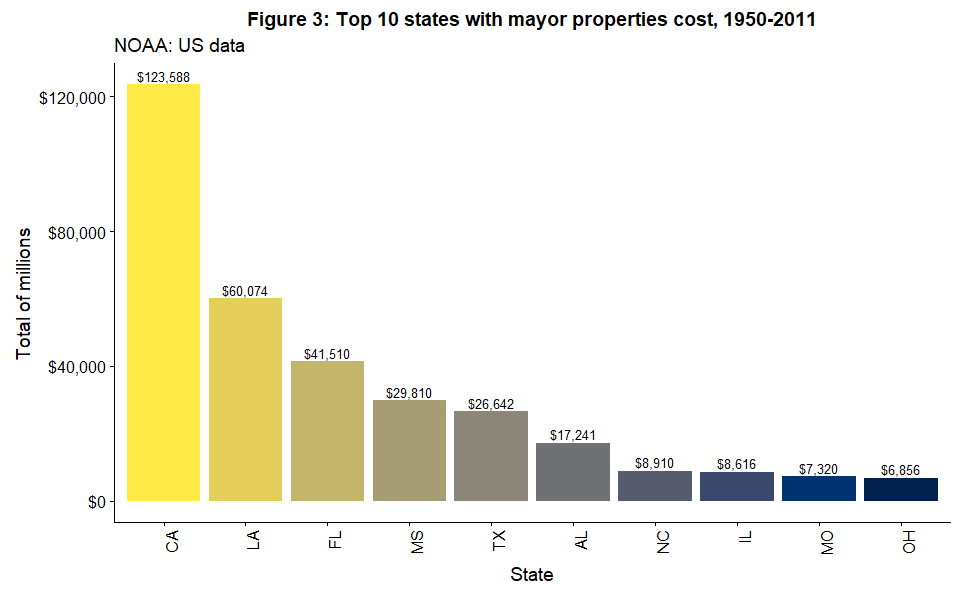 Figure 3: Top 10 states with mayor properties cost, 1950-2011
NOAA: US data
Total of millions
$120,000
$80,000
$40,000
$0
$123,588
$60,074
$41,510
$29,810
$26,642
$17,241
$8,910
$8,616
$7,320
$6,856
CA
LA
FL
MS
TX
AL
NC
IL
MO
OH
State